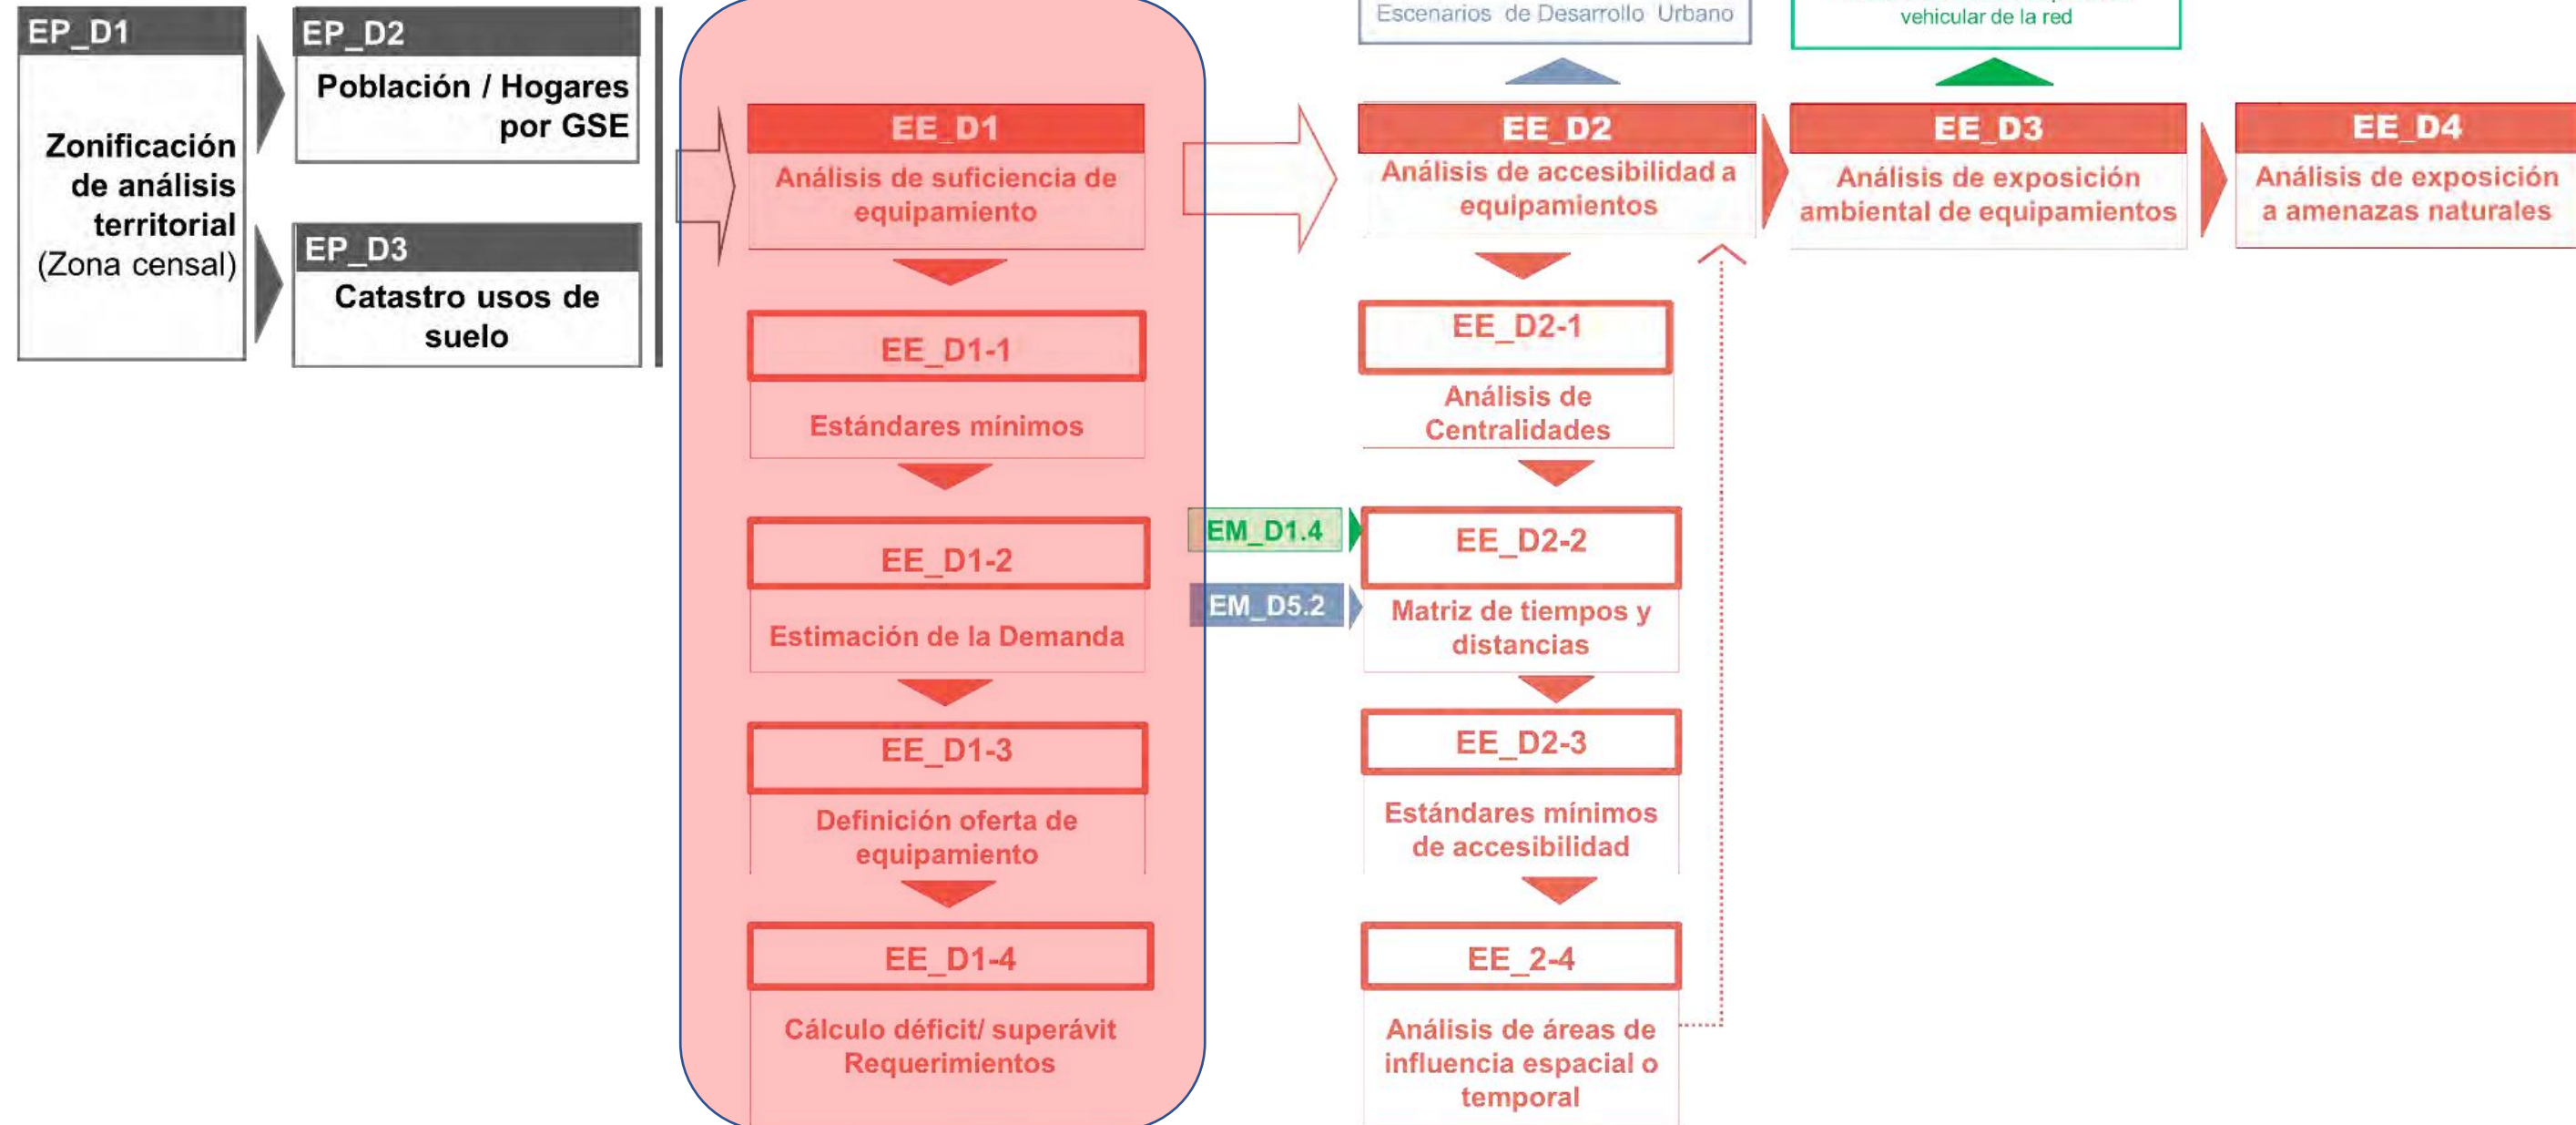 EP_D1
Zonificación
de análisis
territorial
(Zona censal)
EP_D2
Población / Hogares
por GSE
EP_D3
Catastro usos de
suelo
EE_D1
Análisis de suficiencia de
equipamiento
EE_D1-1
Estándares mínimos
EE_D1-2
Estimación de la Demanda
EE_D1-3
Definición oferta de
equipamiento
EE_D1-4
Cálculo déficit/ superávit
Requerimientos
Escenarios de Desarrollo Urbano
EE_D2
Análisis de accesibilidad a
equipamientos
EE_D2-1
Análisis de
Centralidades
EM_D1.4
EM_D5.2
EE_D2-2
Matriz de tiempos y
distancias
EE_D2-3
Estándares mínimos
de accesibilidad
EE_2-4
Análisis de áreas de
influencia espacial o
temporal
vehicular de la red
EE_D3
Análisis de exposición
ambiental de equipamientos
EE_D4
Análisis de exposición
a amenazas naturales